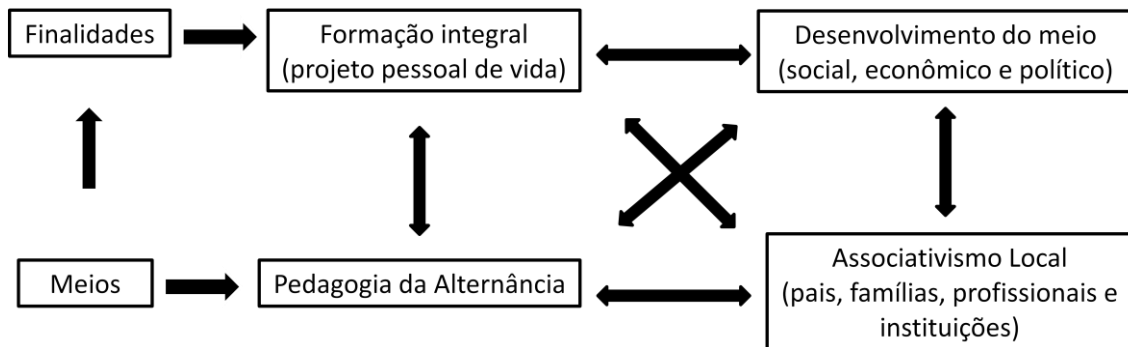 Finalidades
Formação integral
(projeto pessoal de vida)
Desenvolvimento do meio
(social, econômico e político)
Meios
Pedagogia da Alternância
Associativismo Local
(pais, famílias, profissionais e
instituições)